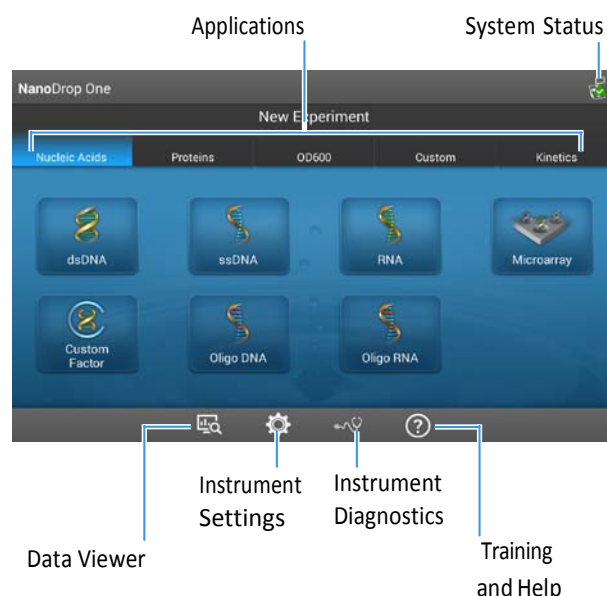 Applications
System Status
NanoDrop One
New Experiment
Nucleic Acids
Proteins
OD600
Custom
Kinetics
dsDNA
ssDNA
RNA
Microarray
Custom
Factor
Oligo DNA
Oligo RNA
?
Instrument
Settings
Instrument
Diagnostics
Data Viewer
Training
and Help